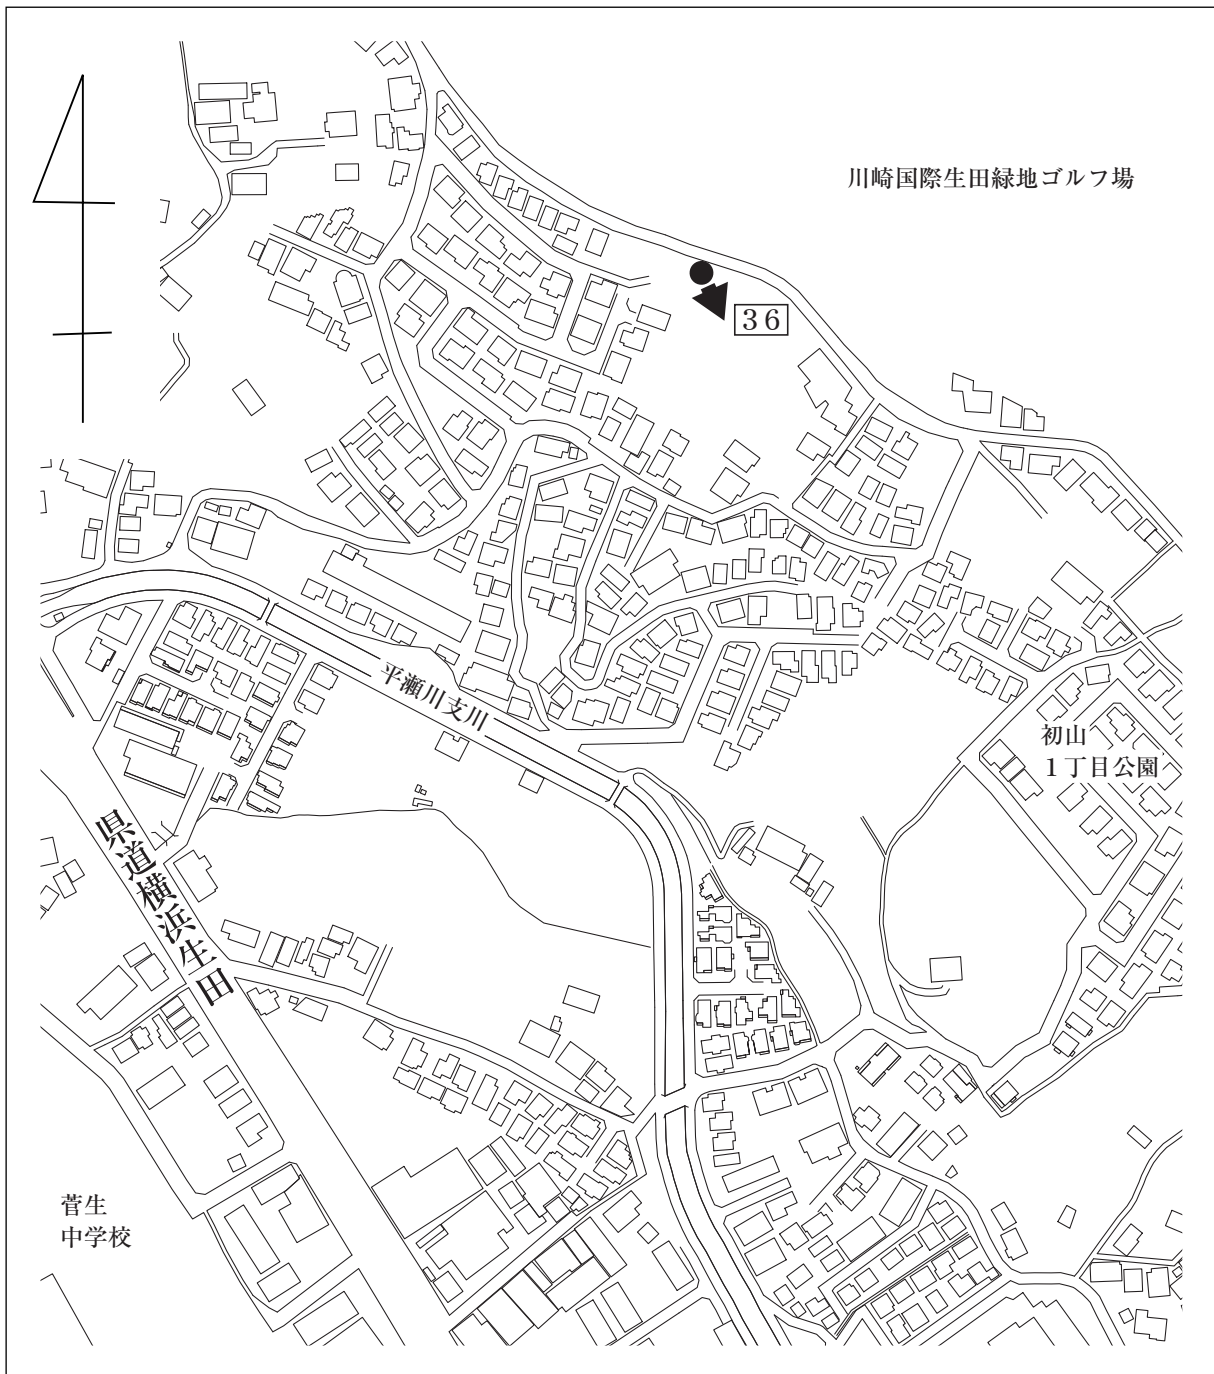 川崎国際生田緑地ゴルフ場
３６
平瀬川支川
初山
１丁目公園
県道横浜生田
菅生
中学校